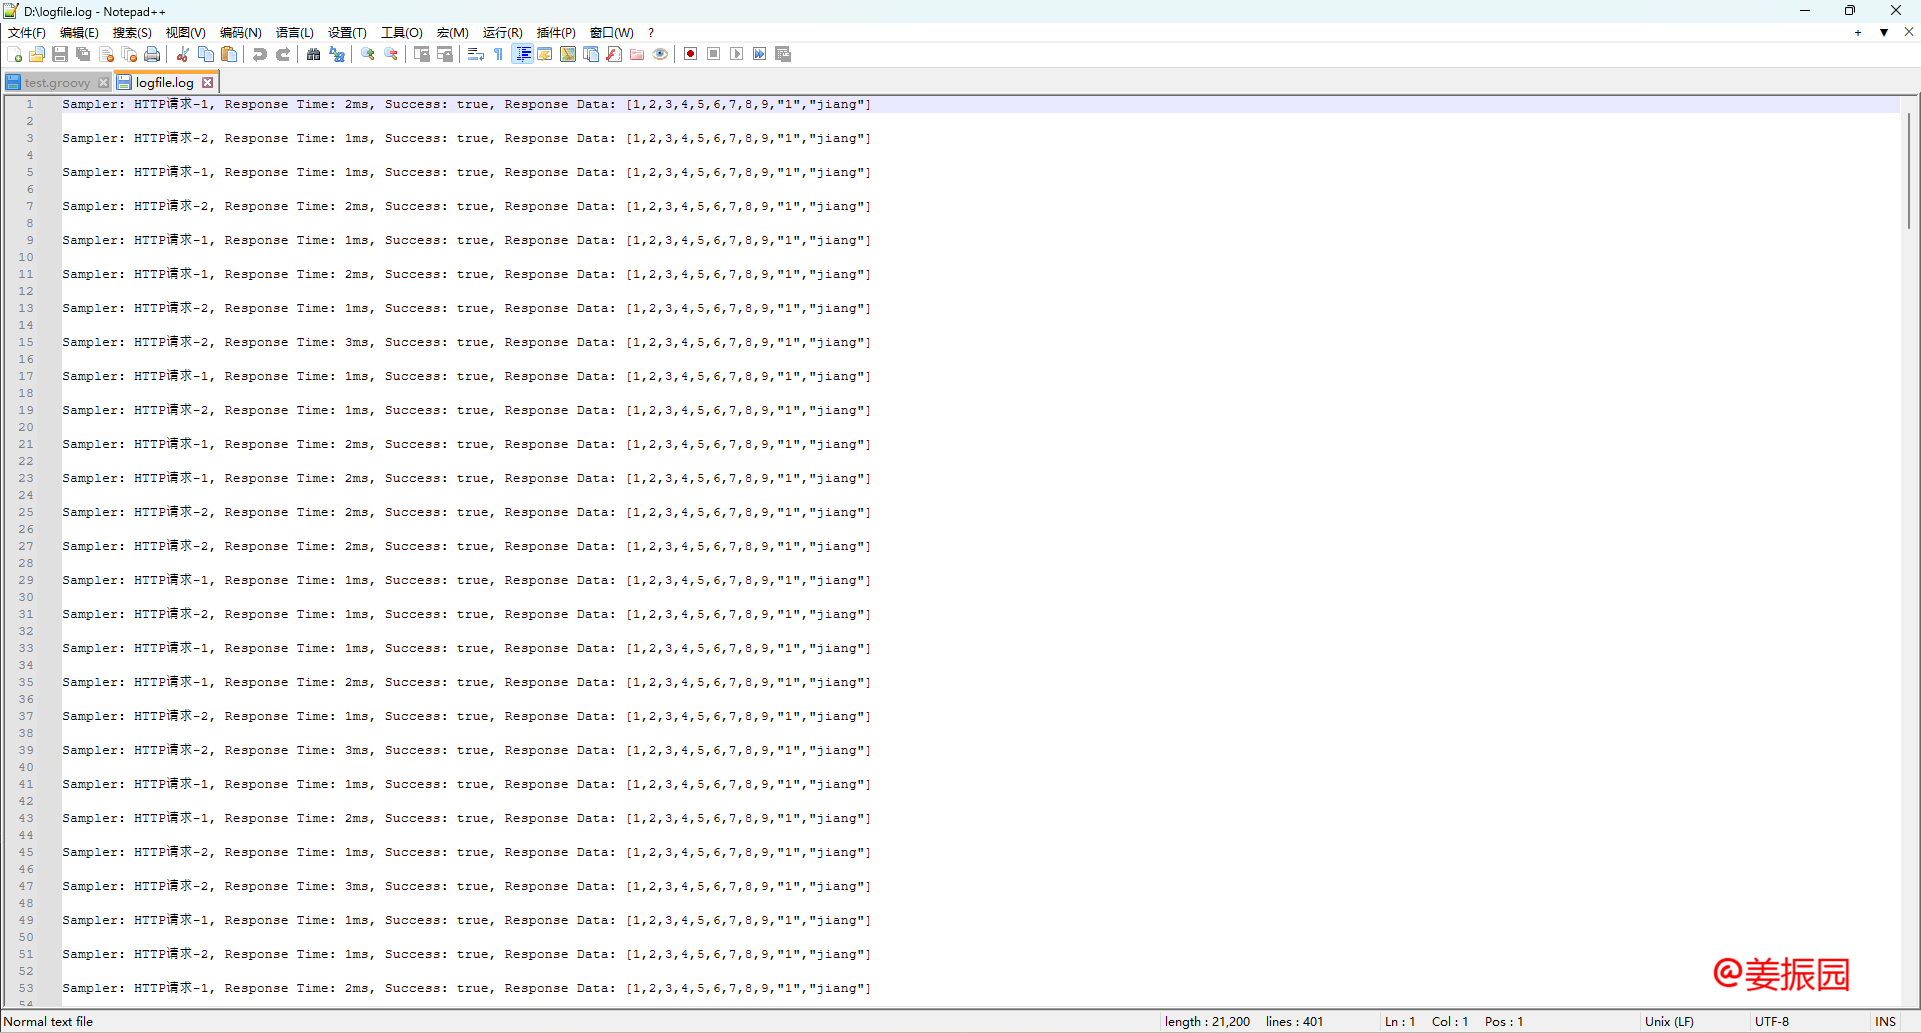 D:\logfile.log - Notepad++
文件(F) 编辑(E) 搜索(S) 视图(V) 编码(N) 语言(L) 设置(T) 工具(O) 宏(M) 运行(R) 插件(P) 窗口(W) ?
test.groovy logfile.log
1 Sampler: HTTP请求-1, Response Time: 2ms, Success: true, Response Data: [1,2,3,4,5,6,7,8,9,"1","jiang"]
2
3 Sampler: HTTP请求-2, Response Time: 1ms, Success: true, Response Data: [1,2,3,4,5,6,7,8,9,"1","jiang"]
4
5 Sampler: HTTP请求-1, Response Time: 1ms, Success: true, Response Data: [1,2,3,4,5,6,7,8,9,"1","jiang"]
6
7 Sampler: HTTP请求-2, Response Time: 2ms, Success: true, Response Data: [1,2,3,4,5,6,7,8,9,"1","jiang"]
8
9 Sampler: HTTP请求-1, Response Time: 1ms, Success: true, Response Data: [1,2,3,4,5,6,7,8,9,"1","jiang"]
10
11 Sampler: HTTP请求-1, Response Time: 2ms, Success: true, Response Data: [1,2,3,4,5,6,7,8,9,"1","jiang"]
12
13 Sampler: HTTP请求-2, Response Time: 1ms, Success: true, Response Data: [1,2,3,4,5,6,7,8,9,"1","jiang"]
14
15 Sampler: HTTP请求-2, Response Time: 3ms, Success: true, Response Data: [1,2,3,4,5,6,7,8,9,"1","jiang"]
16
17 Sampler: HTTP请求-1, Response Time: 1ms, Success: true, Response Data: [1,2,3,4,5,6,7,8,9,"1","jiang"]
18
19 Sampler: HTTP请求-2, Response Time: 1ms, Success: true, Response Data: [1,2,3,4,5,6,7,8,9,"1","jiang"]
20
21 Sampler: HTTP请求-1, Response Time: 2ms, Success: true, Response Data: [1,2,3,4,5,6,7,8,9,"1","jiang"]
22
23 Sampler: HTTP请求-1, Response Time: 2ms, Success: true, Response Data: [1,2,3,4,5,6,7,8,9,"1","jiang"]
24
25 Sampler: HTTP请求-2, Response Time: 2ms, Success: true, Response Data: [1,2,3,4,5,6,7,8,9,"1","jiang"]
26
27 Sampler: HTTP请求-2, Response Time: 2ms, Success: true, Response Data: [1,2,3,4,5,6,7,8,9,"1","jiang"]
28
29 Sampler: HTTP请求-1, Response Time: 1ms, Success: true, Response Data: [1,2,3,4,5,6,7,8,9,"1","jiang"]
30
31 Sampler: HTTP请求-2, Response Time: 1ms, Success: true, Response Data: [1,2,3,4,5,6,7,8,9,"1","jiang"]
32
33 Sampler: HTTP请求-1, Response Time: 1ms, Success: true, Response Data: [1,2,3,4,5,6,7,8,9,"1","jiang"]
34
35 Sampler: HTTP请求-1, Response Time: 2ms, Success: true, Response Data: [1,2,3,4,5,6,7,8,9,"1","jiang"]
36
37 Sampler: HTTP请求-2, Response Time: 1ms, Success: true, Response Data: [1,2,3,4,5,6,7,8,9,"1","jiang"]
38
39 Sampler: HTTP请求-2, Response Time: 3ms, Success: true, Response Data: [1,2,3,4,5,6,7,8,9,"1","jiang"]
40
41 Sampler: HTTP请求-1, Response Time: 1ms, Success: true, Response Data: [1,2,3,4,5,6,7,8,9,"1","jiang"]
42
43 Sampler: HTTP请求-1, Response Time: 2ms, Success: true, Response Data: [1,2,3,4,5,6,7,8,9,"1","jiang"]
44
45 Sampler: HTTP请求-2, Response Time: 1ms, Success: true, Response Data: [1,2,3,4,5,6,7,8,9,"1","jiang"]
46
47 Sampler: HTTP请求-2, Response Time: 3ms, Success: true, Response Data: [1,2,3,4,5,6,7,8,9,"1","jiang"]
48
49 Sampler: HTTP请求-1, Response Time: 1ms, Success: true, Response Data: [1,2,3,4,5,6,7,8,9,"1","jiang"]
50
51 Sampler: HTTP请求-2, Response Time: 1ms, Success: true, Response Data: [1,2,3,4,5,6,7,8,9,"1","jiang"]
52
53 Sampler: HTTP请求-1, Response Time: 2ms, Success: true, Response Data: [1,2,3,4,5,6,7,8,9,"1","jiang"]
54
@姜振园
Normal text file length : 21,200 lines : 401 Ln : 1 Col : 1 Pos : 1 Unix (LF) UTF-8 INS